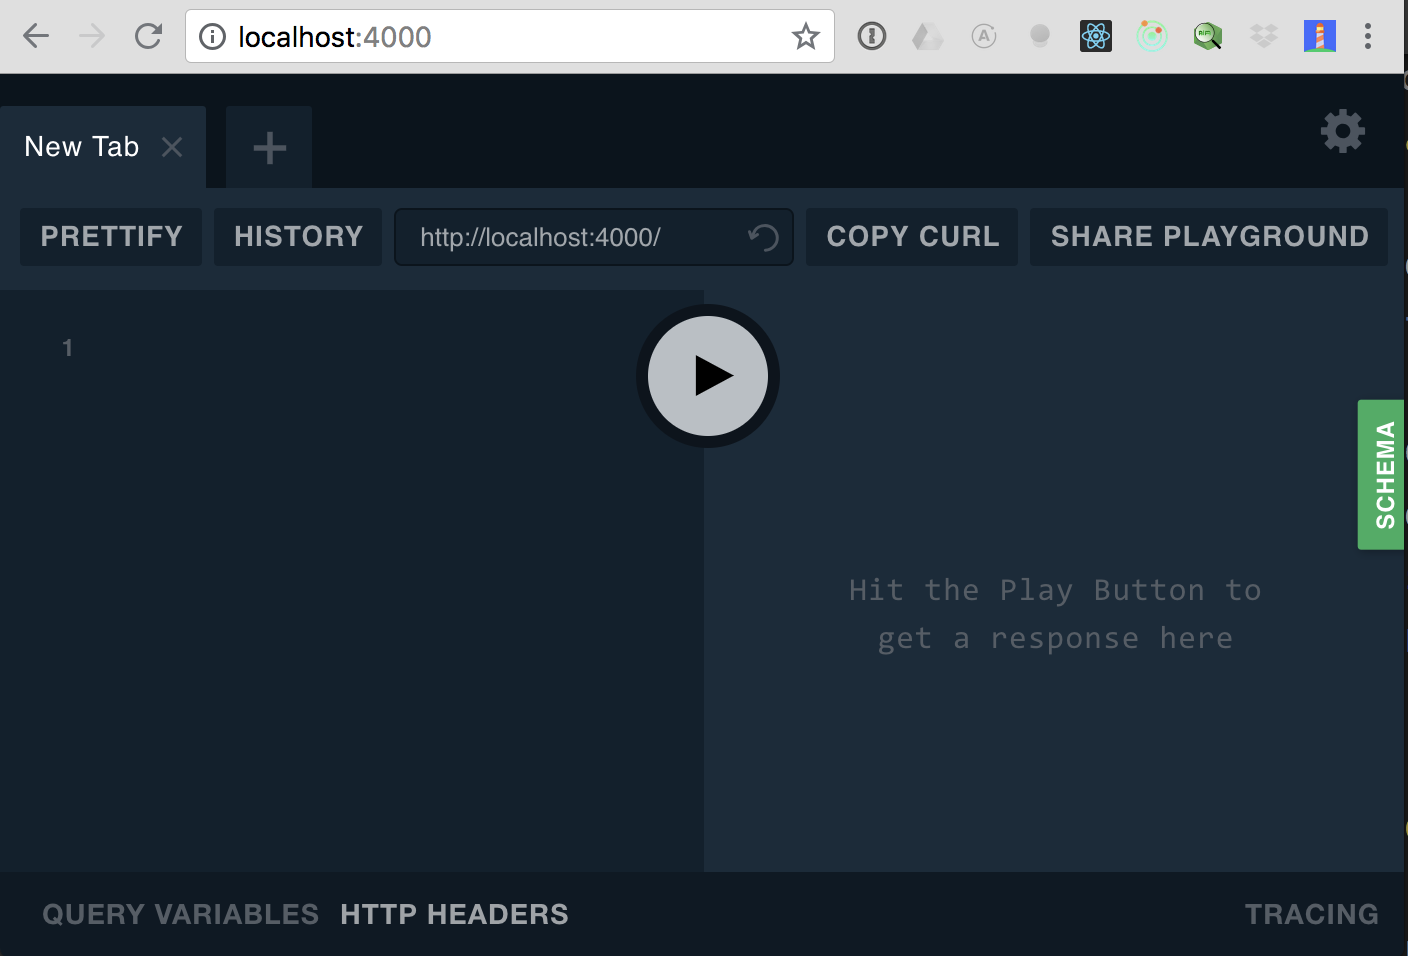 localhost:4000
New Tab
PRETTIFY HISTORY http://localhost:4000/ COPY CURL SHARE PLAYGROUND
1
SCHEMA
Hit the Play Button to
get a response here
QUERY VARIABLES HTTP HEADERS TRACING